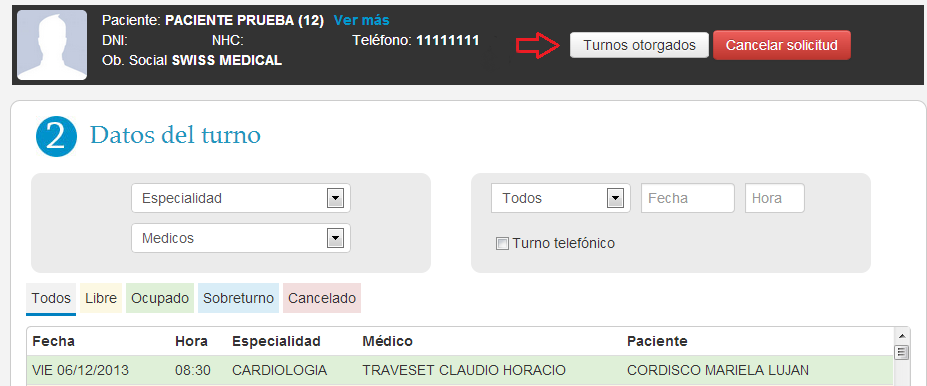 Paciente: PACIENTE PRUEBA (12) Ver más
DNI: NHC: Teléfono: 11111111
Ob. Social SWISS MEDICAL
Turnos otorgados Cancelar solicitud
2 Datos del turno
Especialidad
Medicos
Todos Fecha Hora
Turno telefónico
Todos Libre Ocupado Sobreturno Cancelado
Fecha Hora Especialidad Médico Paciente
VIE 06/12/2013 08:30 CARDIOLOGIA TRAVESET CLAUDIO HORACIO CORDISCO MARIELA LUJAN